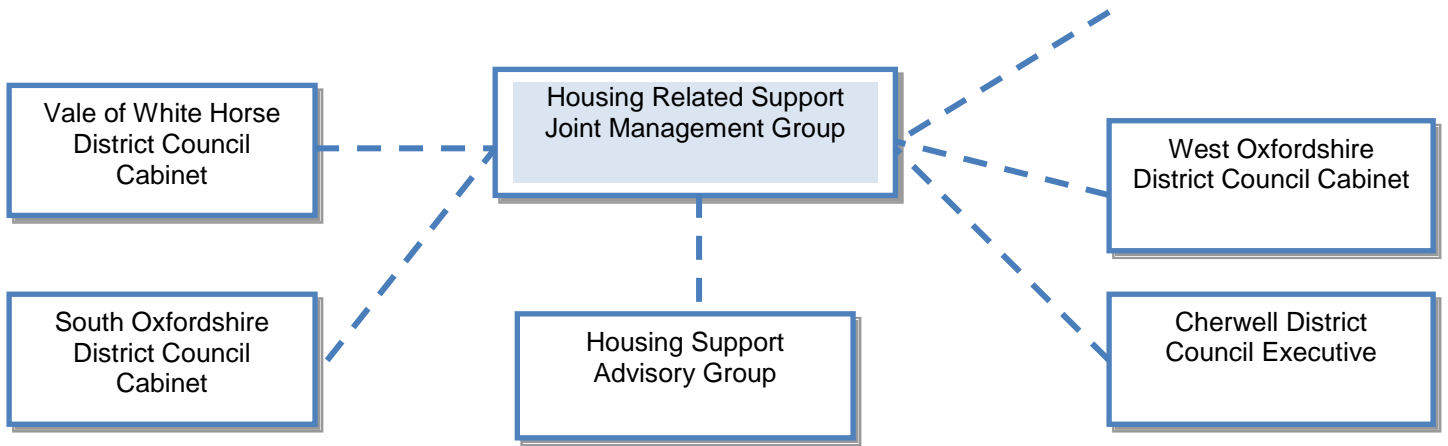 Vale of White Horse
District Council
Cabinet
Housing Related Support
Joint Management Group
West Oxfordshire
District Council Cabinet
South Oxfordshire
District Council
Cabinet
Housing Support
Advisory Group
Cherwell District
Council Executive